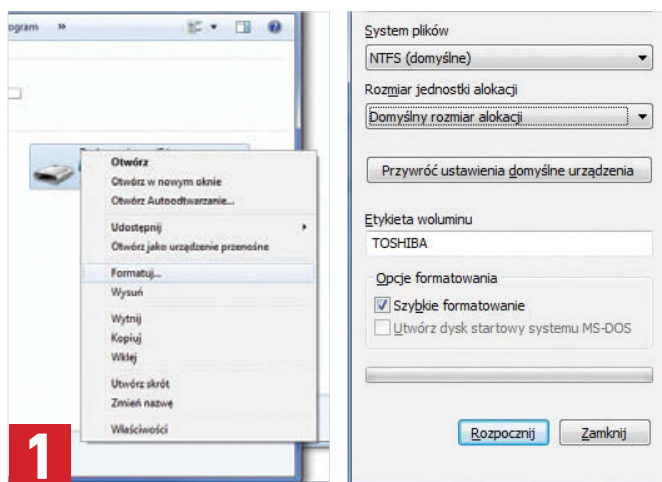 ogram »
Otwórz
Otwórz w nowym oknie
Otwórz Autoodtwarzanie...
Udostępnij
Otwórz jako urządzenie przenośne
Formatuj...
Wysuń
Wytnij
Kopiuj
Wklej
Utwórz skrót
Zmień nazwę
Właściwości
1
System plików
NTFS (domyślne)
Rozmiar jednostki alokacji
Domyślny rozmiar alokacji
Przywróć ustawienia domyślne urządzenia
Etykieta woluminu
TOSHIBA
Opcje formatowania
Szybkie formatowanie
Utwórz dysk startowy systemu MS-DOS
Rozpocznij
Zamknij